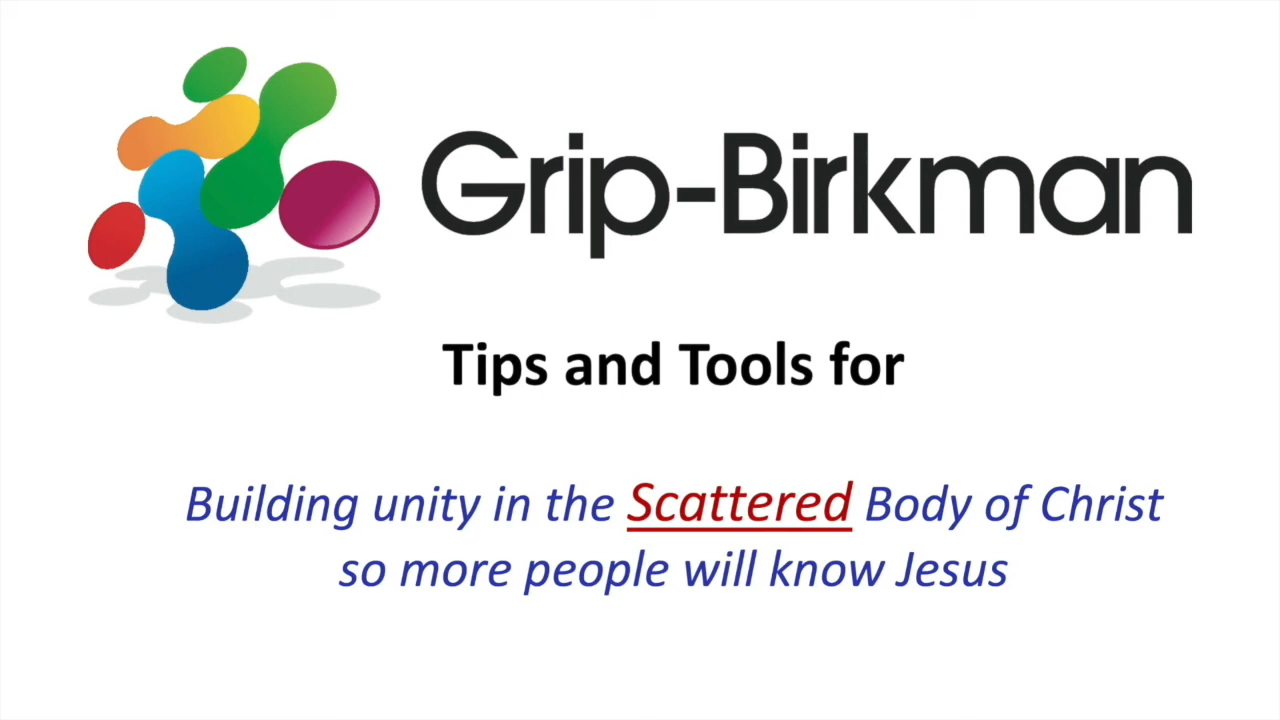 Grip-Birkman
Tips and Tools for
Building unity in the Scattered Body of Christ
so more people will know Jesus